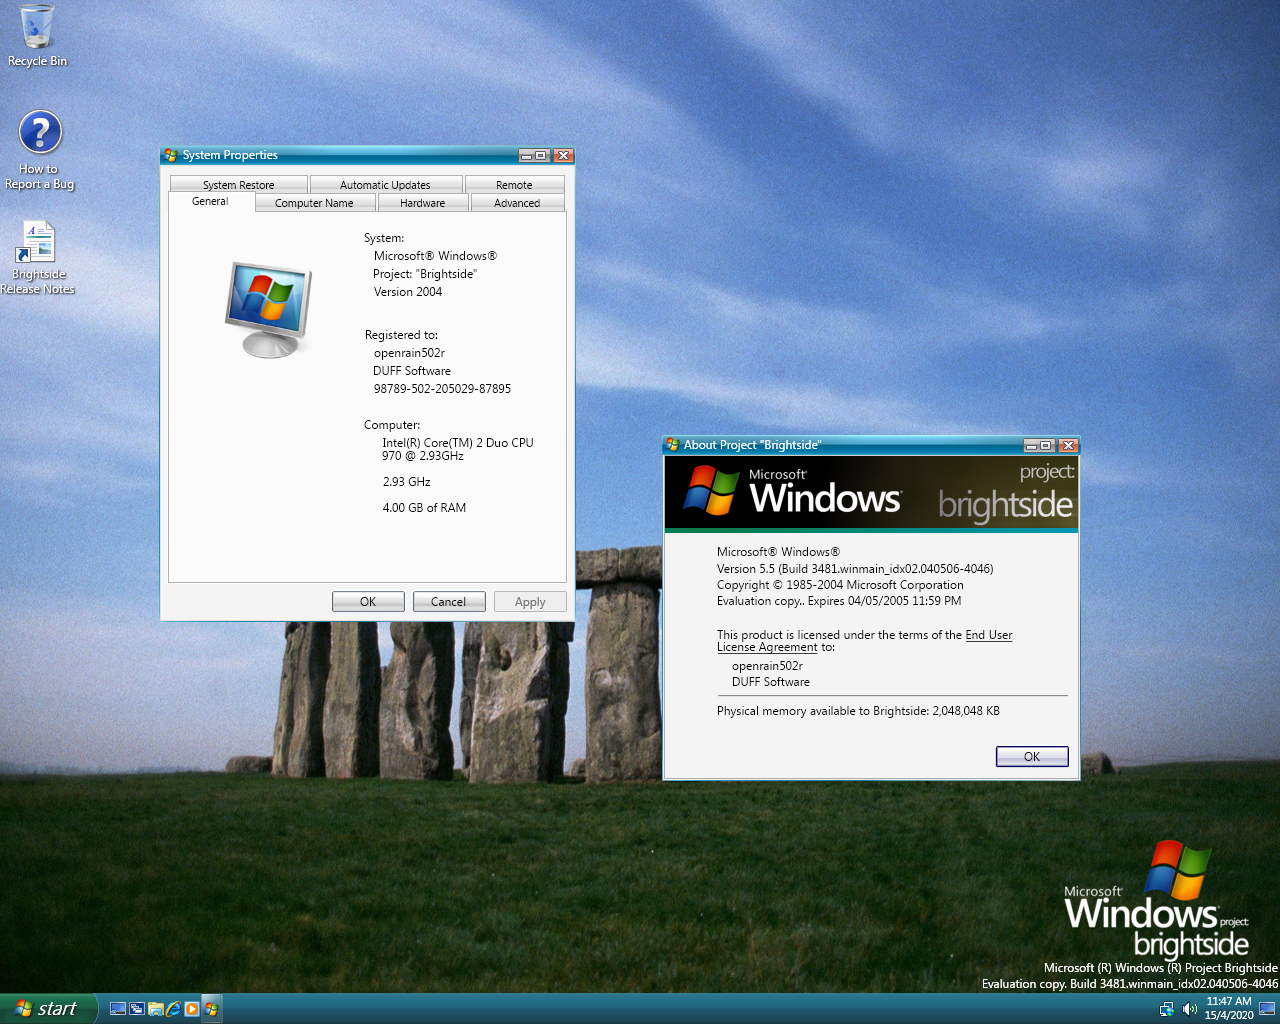 Recycle Bin
How to
Report a Bug
Brightside
Release Notes
System Properties
System Restore
Automatic Updates
Remote
General
Computer Name
Hardware
Advanced
System:
Microsoft® Windows®
Project: "Brightside"
Version 2004
Registered to:
openrain502r
DUFF Software
98789-502-205029-87895
Computer:
Intel(R) Core(TM) 2 Duo CPU
970 @ 2.93GHz
2.93 GHz
4.00 GB of RAM
OK
Cancel
Apply
About Project "Brightside"
Microsoft®
Windows®
project:
brightside
Microsoft® Windows®
Version 5.5 (Build 3481.winmain_idx02.040506-4046)
Copyright © 1985-2004 Microsoft Corporation
Evaluation copy.. Expires 04/05/2005 11:59 PM
This product is licensed under the terms of the End User
License Agreement to:
openrain502r
DUFF Software
Physical memory available to Brightside: 2,048,048 KB
OK
Microsoft®
Windows® project:
brightside
Microsoft (R) Windows (R) Project Brightside
Evaluation copy. Build 3481.winmain_idx02.040506-4046
start
11:47 AM
15/4/2020